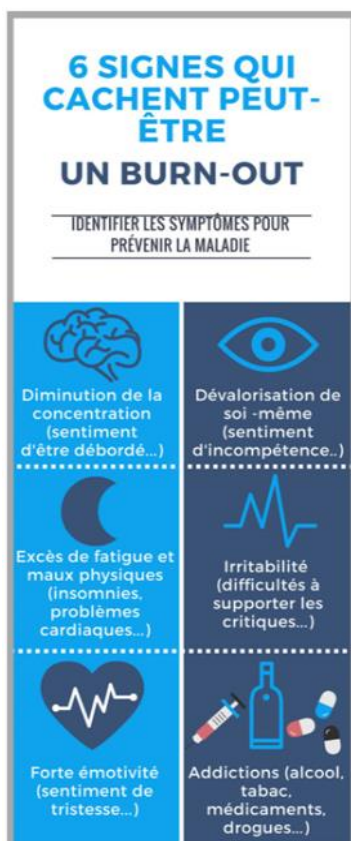 6 SIGNES QUI
CACHENT PEUT-
ÊTRE
UN BURN-OUT
IDENTIFIER LES SYMPTÔMES POUR
PRÉVENIR LA MALADIE
Diminution de la
concentration
(sentiment
d'être débordé...)
Dévalorisation de
soi -même
(sentiment
d'incompétence..)
Excès de fatigue et
maux physiques
(insomnies,
problèmes
cardiaques...)
Irritabilité
(difficultés à
supporter les
critiques...)
Forte émotivité
(sentiment de
tristesse...)
Addictions (alcool,
tabac,
médicaments,
drogues...)